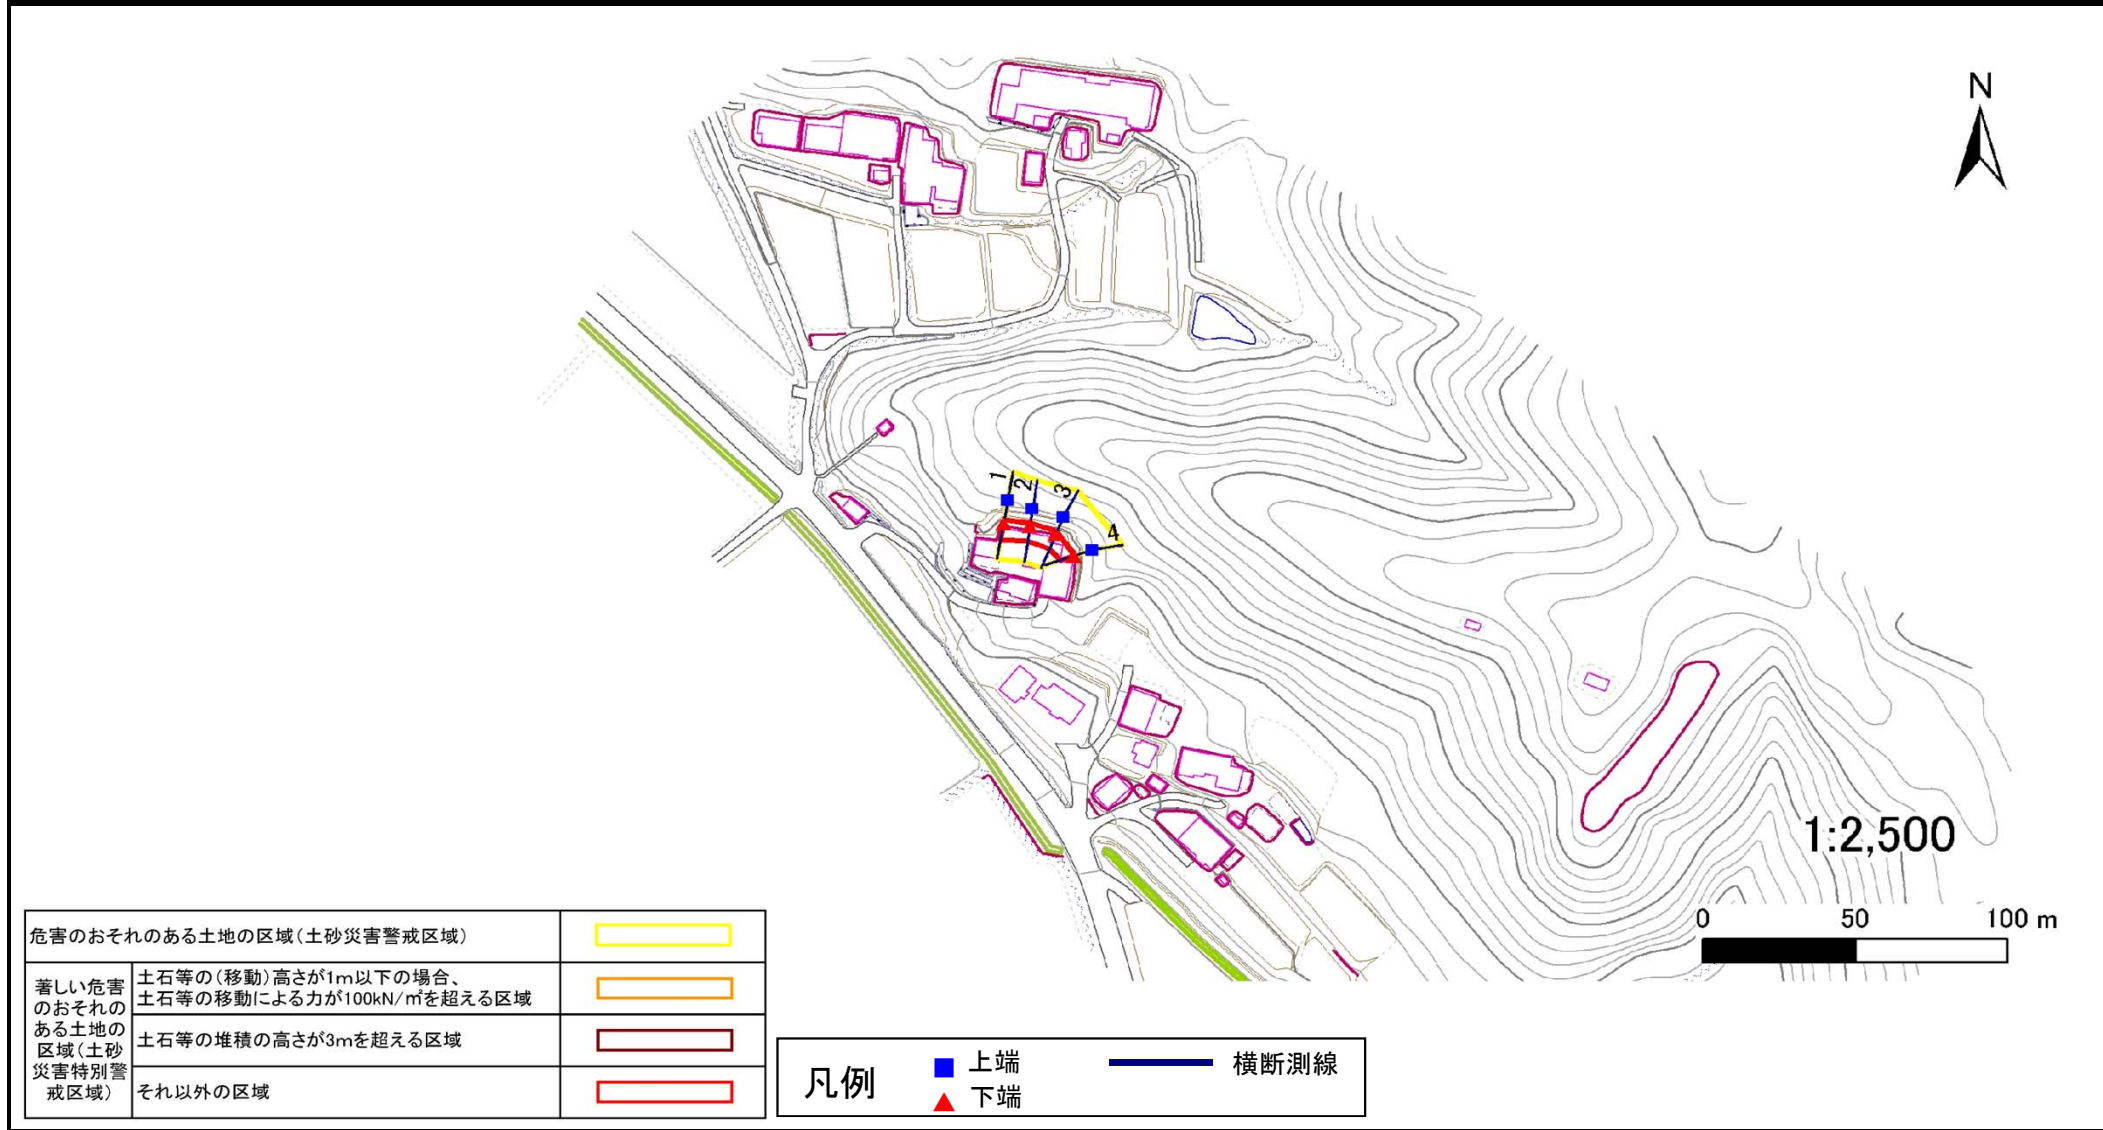 N
1
2
3
4
1:2,500
0 50 100 m
危害のおそれのある土地の区域(土砂災害警戒区域)
著しい危害
のおそれの
ある土地の
区域(土砂
災害特別警
戒区域)
土石等の(移動)高さが1m以下の場合、
土石等の移動による力が100kN/㎡を超える区域
土石等の堆積の高さが3mを超える区域
それ以外の区域
凡例
上端
下端
横断測線